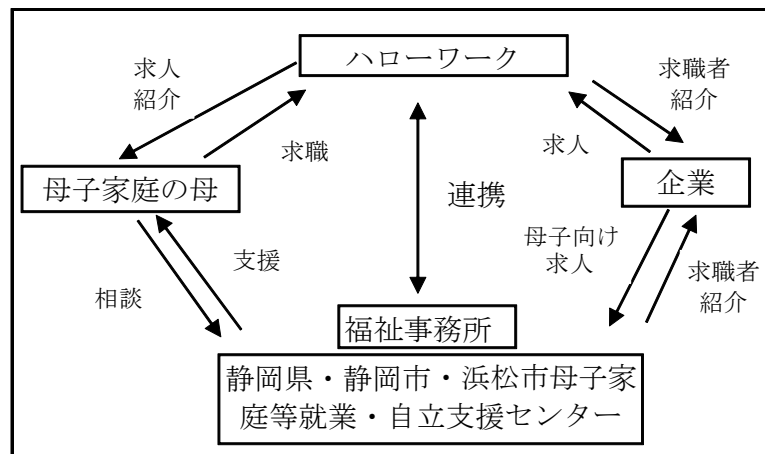 ハローワーク
求人
紹介
求職者
紹介
求職
求人
母子家庭の母
企業
連携
支援
母子向け
求人
相談
求職者
紹介
福祉事務所
静岡県・静岡市・浜松市母子家
庭等就業・自立支援センター